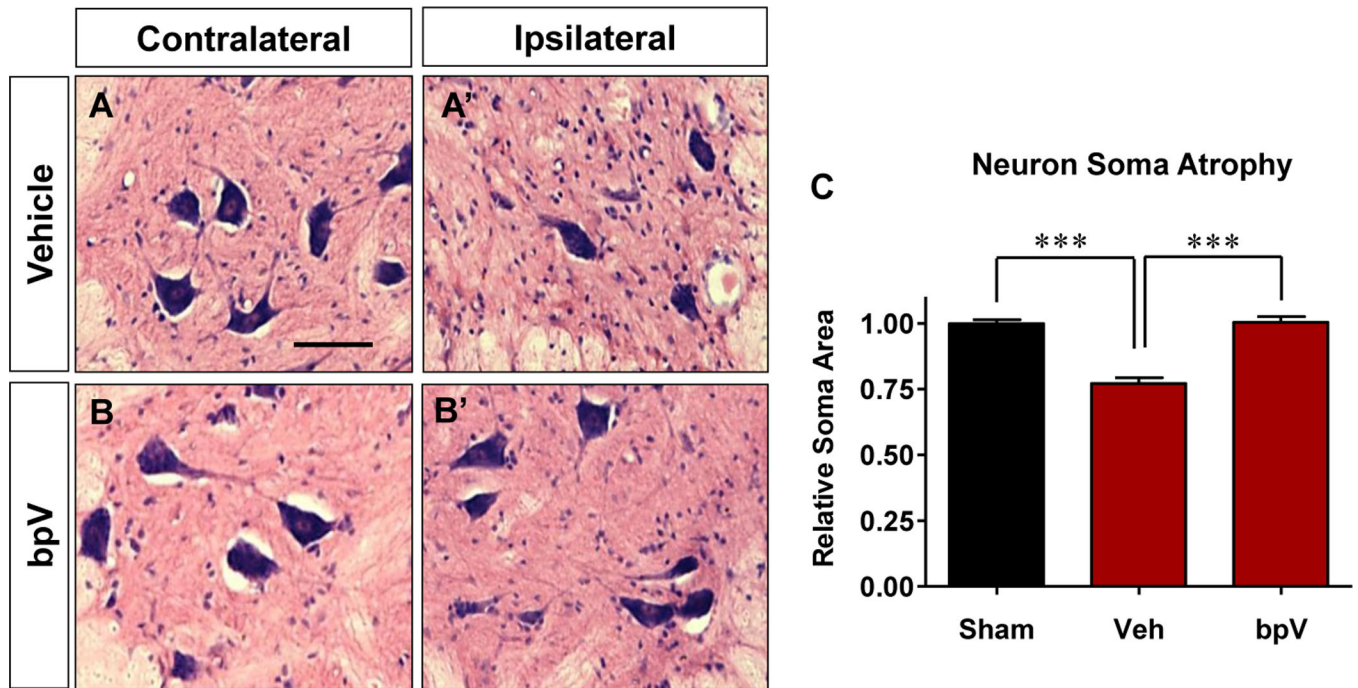 Contralateral
Ipsilateral
Vehicle
A
A’
bpV
B
B’
C
Neuron Soma Atrophy
***
***
Relative Soma Area
1.00
0.75
0.50
0.25
0.00
Sham
Veh
bpV